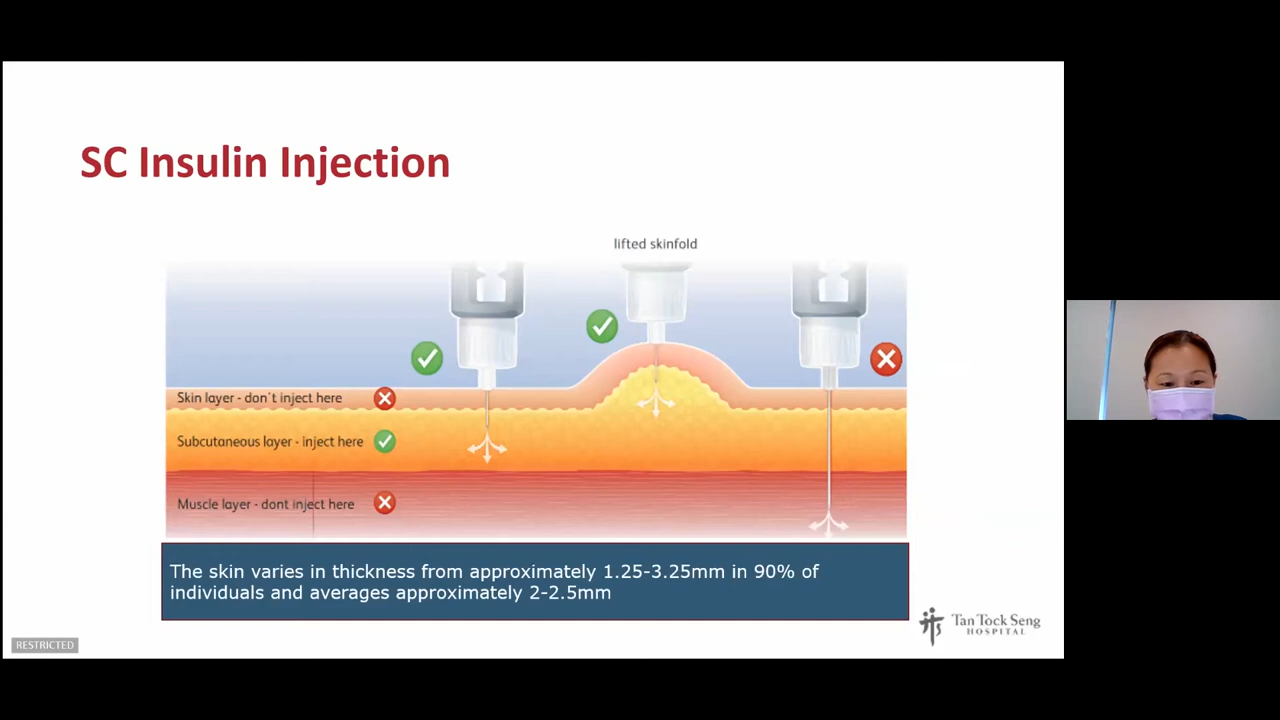 SC Insulin Injection
lifted skinfold
Skin layer - don't inject here
Subcutaneous layer - inject here
Muscle layer - dont inject here
The skin varies in thickness from approximately 1.25-3.25mm in 90% of
individuals and averages approximately 2-2.5mm
Tan Tock Seng
HOSPITAL
RESTRICTED